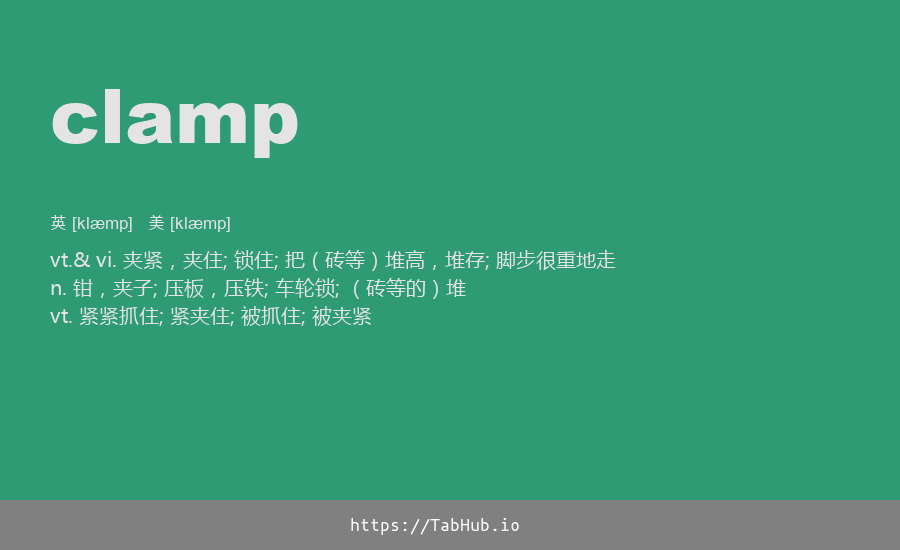 clamp
英 [klæmp] 美 [klæmp]
vt.& vi. 夹紧，夹住; 锁住; 把（砖等）堆高，堆存; 脚步很重地走
n. 钳，夹子; 压板，压铁; 车轮锁; （砖等的）堆
vt. 紧紧抓住; 紧夹住; 被抓住; 被夹紧
https://TabHub.io